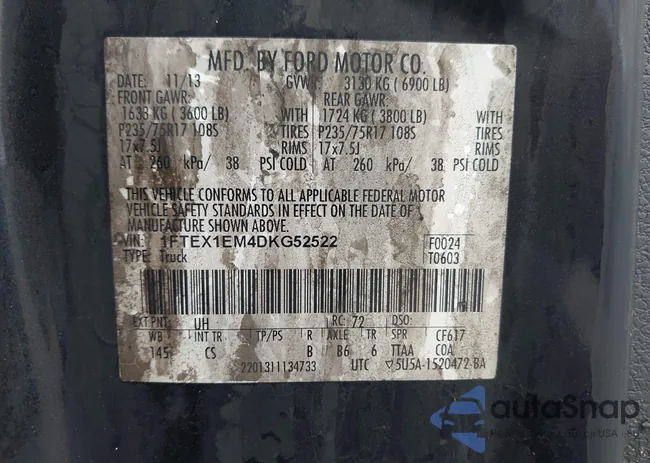 MFD. BY FORD MOTOR CO.
DATE: 11/13 GVWR: 3130 KG (6900 LB)
FRONT GAWR: REAR GAWR:
1633 KG (3600 LB) WITH 1724 KG (3800 LB) WITH
P235/75R17 108S TIRES P235/75R17 108S TIRES
17x7.5J RIMS 17x7.5J RIMS
AT 260 kPa/ 38 PSI COLD AT 260 kPa/ 38 PSI COLD
THIS VEHICLE CONFORMS TO ALL APPLICABLE FEDERAL MOTOR
VEHICLE SAFETY STANDARDS IN EFFECT ON THE DATE OF MANUFACTURE
SHOWN ABOVE.
VIN: 1FTEX1EM4DKG52522 F0024
TYPE: Truck T0603
EXT PNT: UH RC: 72 DSO:
WB TP/PS R AXLE TR SPR CF617
145 CS B B6 6 TTAA COA
2201311134733 UTC ▽5U5A-1520472-BA
autoSnap